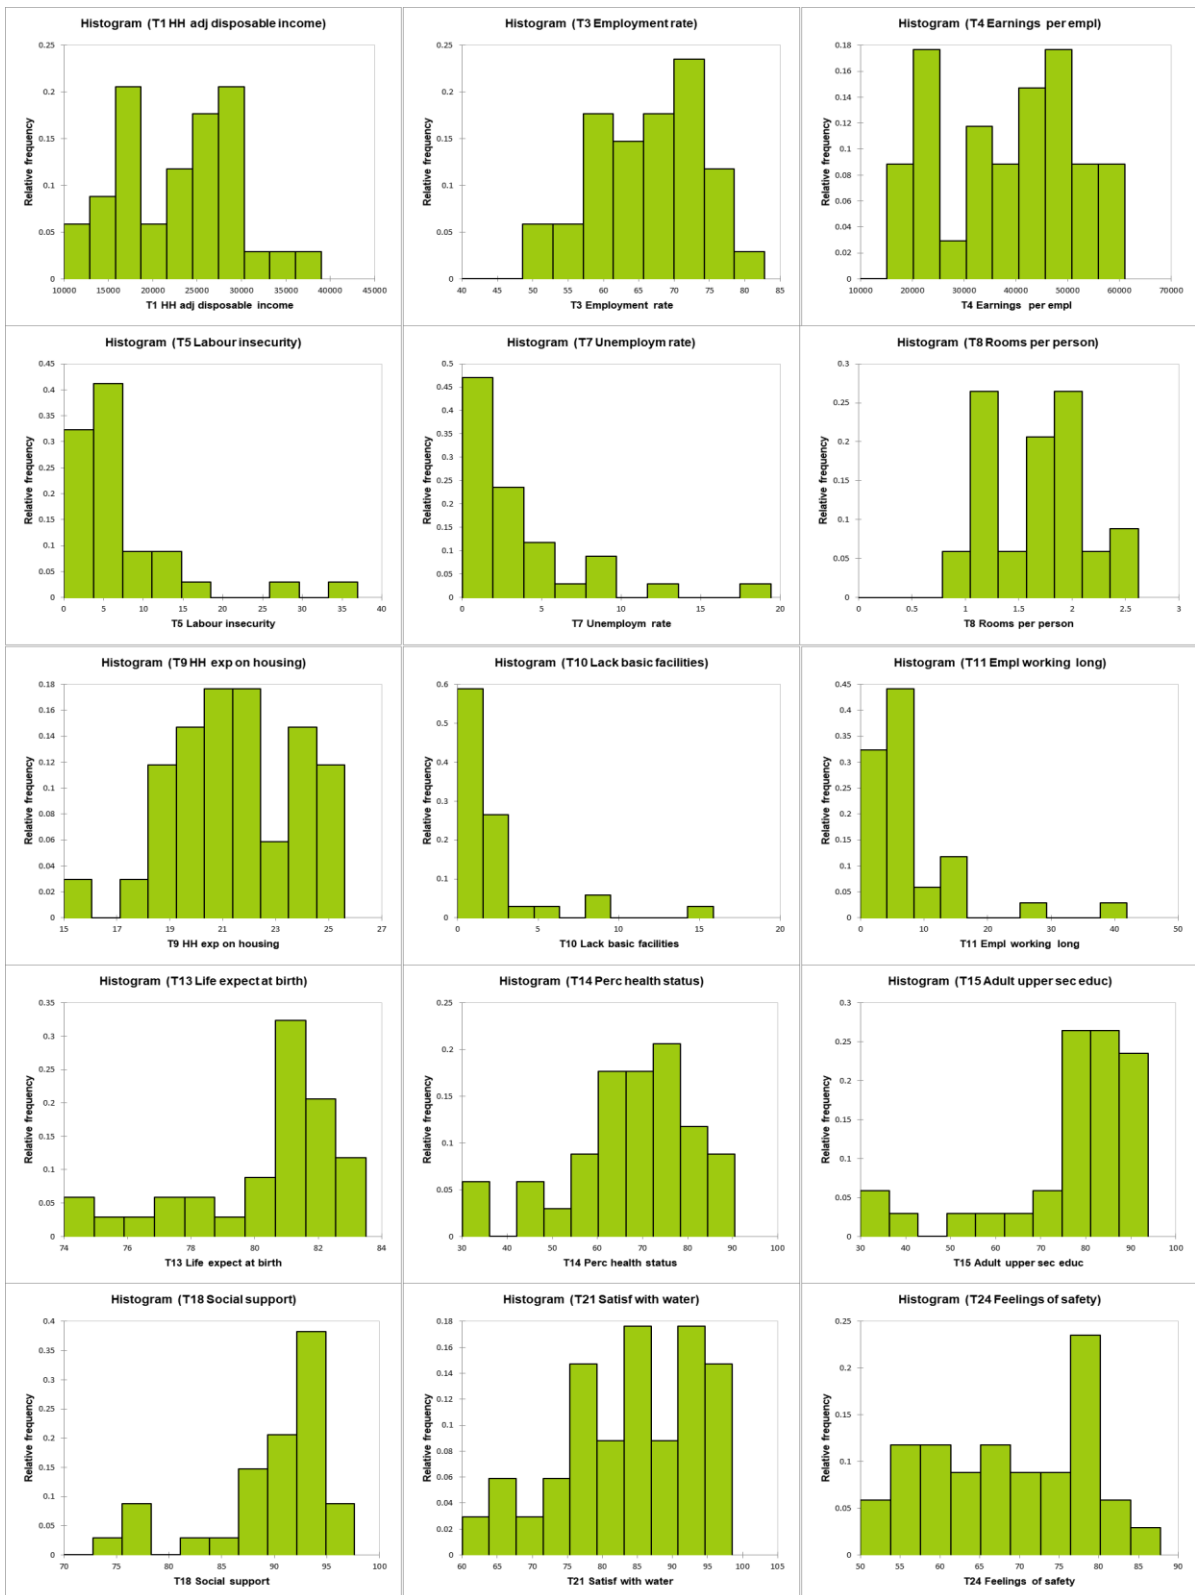 Histogram (T1 HH adj disposable income)
0.25
0.2
0.15
0.1
0.05
0
Relative frequency
10000 15000 20000 25000 30000 35000 40000 45000
T1 HH adj disposable income
Histogram (T3 Employment rate)
0.25
0.2
0.15
0.1
0.05
0
Relative frequency
40 45 50 55 60 65 70 75 80 85
T3 Employment rate
Histogram (T4 Earnings per empl)
0.18
0.16
0.14
0.12
0.1
0.08
0.06
0.04
0.02
0
Relative frequency
10000 20000 30000 40000 50000 60000 70000
T4 Earnings per empl
Histogram (T5 Labour insecurity)
0.45
0.4
0.35
0.3
0.25
0.2
0.15
0.1
0.05
0
Relative frequency
0 5 10 15 20 25 30 35 40
T5 Labour insecurity
Histogram (T7 Unemploym rate)
0.5
0.45
0.4
0.35
0.3
0.25
0.2
0.15
0.1
0.05
0
Relative frequency
0 5 10 15 20
T7 Unemploym rate
Histogram (T8 Rooms per person)
0.3
0.25
0.2
0.15
0.1
0.05
0
Relative frequency
0 0.5 1 1.5 2 2.5 3
T8 Rooms per person
Histogram (T9 HH exp on housing)
0.18
0.16
0.14
0.12
0.1
0.08
0.06
0.04
0.02
0
Relative frequency
15 17 19 21 23 25 27
T9 HH exp on housing
Histogram (T10 Lack basic facilities)
0.6
0.5
0.4
0.3
0.2
0.1
0
Relative frequency
0 5 10 15 20
T10 Lack basic facilities
Histogram (T11 Empl working long)
0.5
0.45
0.4
0.35
0.3
0.25
0.2
0.15
0.1
0.05
0
Relative frequency
0 10 20 30 40 50
T11 Empl working long
Histogram (T13 Life expect at birth)
0.35
0.3
0.25
0.2
0.15
0.1
0.05
0
Relative frequency
74 76 78 80 82 84
T13 Life expect at birth
Histogram (T14 Perc health status)
0.25
0.2
0.15
0.1
0.05
0
Relative frequency
30 40 50 60 70 80 90 100
T14 Perc health status
Histogram (T15 Adult upper sec educ)
0.3
0.25
0.2
0.15
0.1
0.05
0
Relative frequency
30 40 50 60 70 80 90 100
T15 Adult upper sec educ
Histogram (T18 Social support)
0.4
0.35
0.3
0.25
0.2
0.15
0.1
0.05
0
Relative frequency
70 75 80 85 90 95 100
T18 Social support
Histogram (T21 Satisf with water)
0.18
0.16
0.14
0.12
0.1
0.08
0.06
0.04
0.02
0
Relative frequency
60 65 70 75 80 85 90 95 100 105
T21 Satisf with water
Histogram (T24 Feelings of safety)
0.25
0.2
0.15
0.1
0.05
0
Relative frequency
50 55 60 65 70 75 80 85 90
T24 Feelings of safety